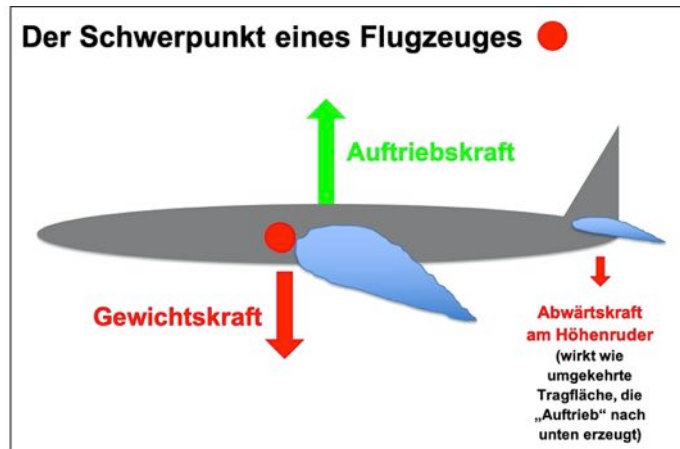 Der Schwerpunkt eines Flugzeuges
Auftriebskraft
Gewichtskraft
Abwärtskraft
am Höhenruder
(wirkt wie
umgekehrte
Tragfläche, die
„Auftrieb“ nach
unten erzeugt)